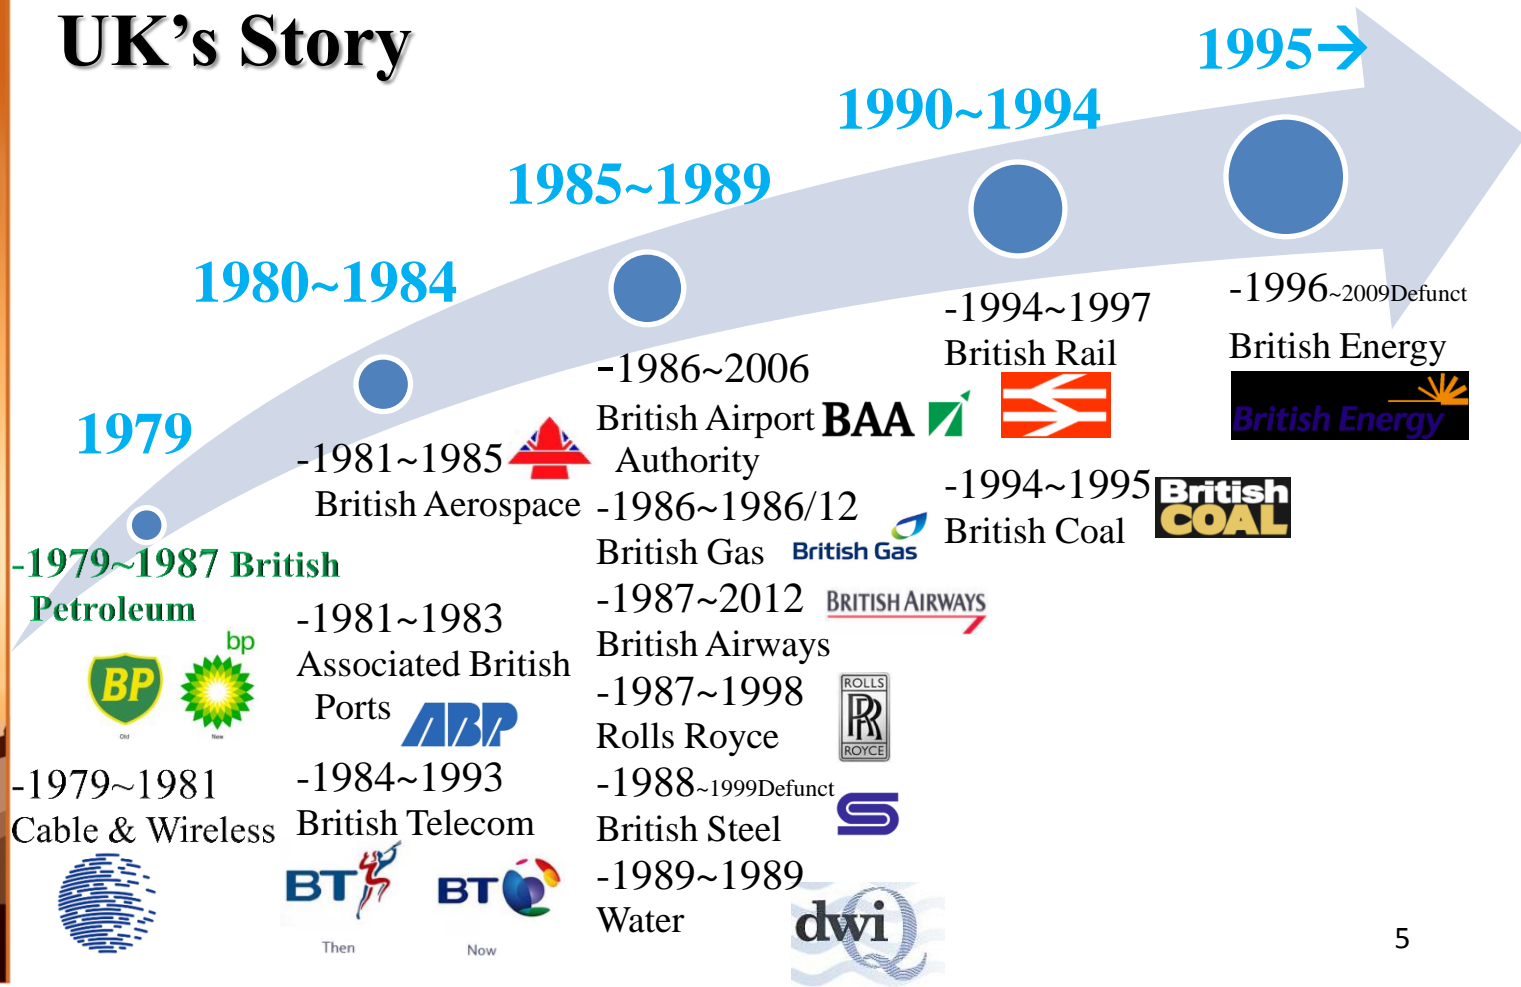 UK's Story
1979
-1979~1987 British
Petroleum
BP
bp
Old
New
-1979~1981
Cable & Wireless
1980~1984
-1981~1985
British Aerospace
-1981~1983
Associated British
Ports
ABP
-1984~1993
British Telecom
BT
BT
Then
Now
1985~1989
-1986~2006
British Airport
BAA
Authority
-1986~1986/12
British Gas
British Gas
-1987~2012
BRITISH AIRWAYS
British Airways
-1987~1998
Rolls Royce
ROLLS
RR
ROYCE
-1988~1999Defunct
British Steel
-1989~1989
Water
dwi
Q
1990~1994
-1994~1997
British Rail
-1994~1995
British Coal
British
COAL
1995→
-1996~2009Defunct
British Energy
British Energy
5